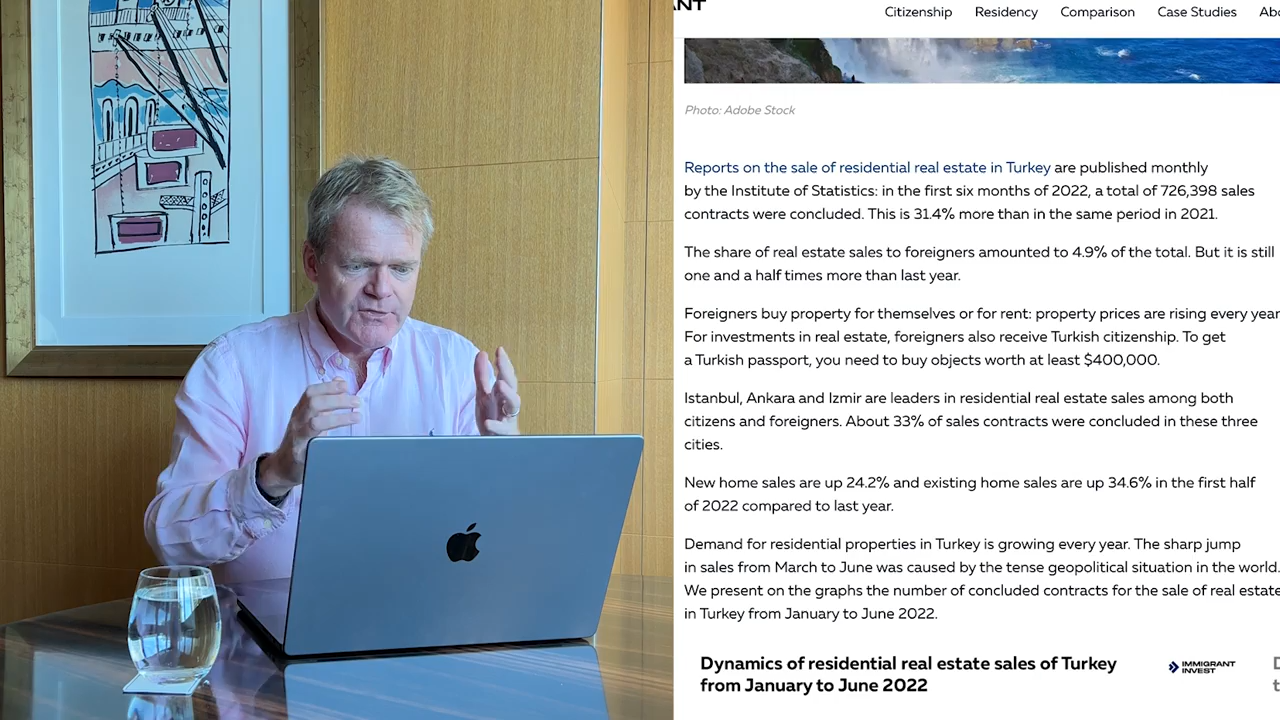 ANT
Citizenship Residency Comparison Case Studies Abo
Photo: Adobe Stock
Reports on the sale of residential real estate in Turkey are published monthly
by the Institute of Statistics: in the first six months of 2022, a total of 726,398 sales
contracts were concluded. This is 31.4% more than in the same period in 2021.
The share of real estate sales to foreigners amounted to 4.9% of the total. But it is still
one and a half times more than last year.
Foreigners buy property for themselves or for rent: property prices are rising every year
For investments in real estate, foreigners also receive Turkish citizenship. To get
a Turkish passport, you need to buy objects worth at least $400,000.
Istanbul, Ankara and Izmir are leaders in residential real estate sales among both
citizens and foreigners. About 33% of sales contracts were concluded in these three
cities.
New home sales are up 24.2% and existing home sales are up 34.6% in the first half
of 2022 compared to last year.
Demand for residential properties in Turkey is growing every year. The sharp jump
in sales from March to June was caused by the tense geopolitical situation in the world.
We present on the graphs the number of concluded contracts for the sale of real estate
in Turkey from January to June 2022.
Dynamics of residential real estate sales of Turkey
from January to June 2022
IMMIGRANT
INVEST